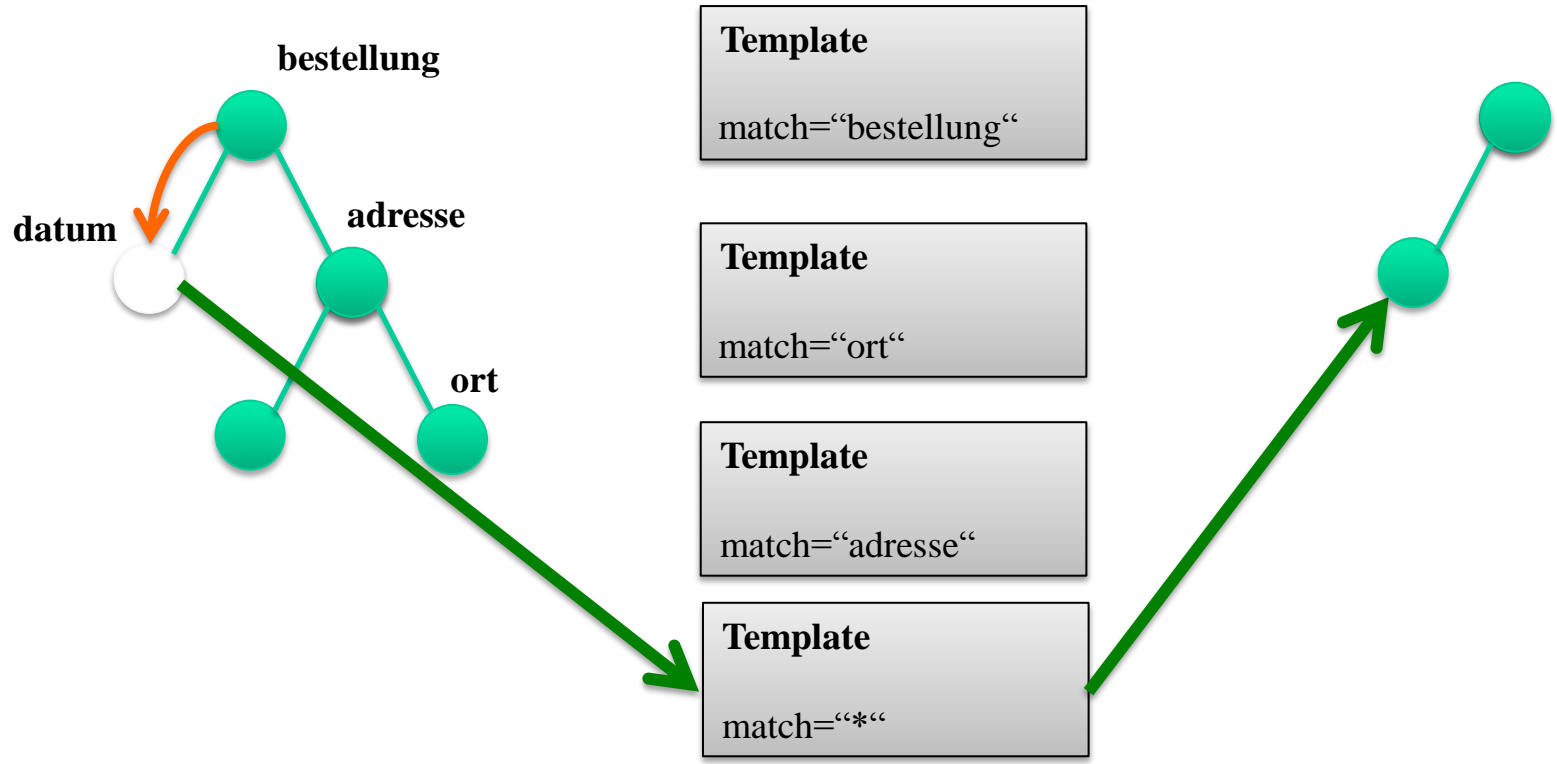 bestellung
datum
adresse
ort
Template
match=“bestellung“
Template
match=“ort“
Template
match=“adresse“
Template
match=“*“